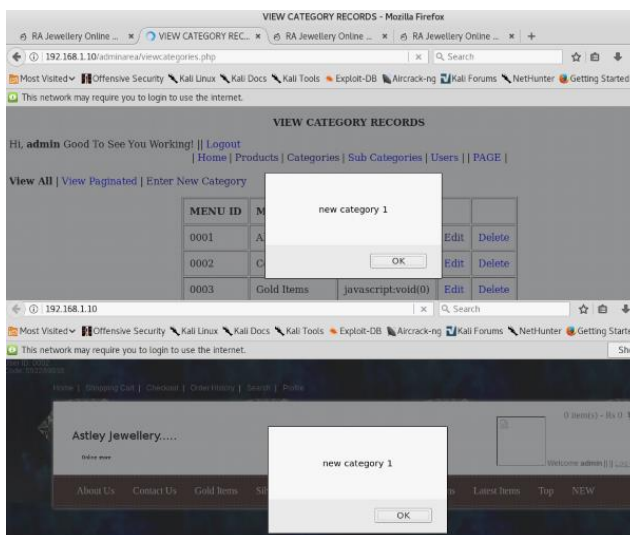 VIEW CATEGORY RECORDS - Mozilla Firefox
RA Jewellery Online ... × VIEW CATEGORY REC... × RA Jewellery Online ... × RA Jewellery Online ... × +
192.168.1.10/adminarea/viewcategories.php × Search
Most Visited Offensive Security Kali Linux Kali Docs Kali Tools Exploit-DB Aircrack-ng Kali Forums NetHunter Getting Started
This network may require you to login to use the internet.
VIEW CATEGORY RECORDS
Hi, admin Good To See You Working! || Logout
| Home | Products | Categories | Sub Categories | Users | | PAGE |
View All | View Paginated | Enter New Category
new category 1
OK
MENU ID M
0001 A Edit Delete
0002 C Edit Delete
0003 Gold Items javascript:void(0) Edit Delete
192.168.1.10 × Search
Most Visited Offensive Security Kali Linux Kali Docs Kali Tools Exploit-DB Aircrack-ng Kali Forums NetHunter Getting Starte
This network may require you to login to use the internet. Sh
Home | Shopping Cart | Checkout | Order History | Search | Profile
0 item(s) - Rs 0
Astley Jewellery.....
Welcome admin ||
new category 1
OK
About Us Contact Us Gold Items Sil Latest Items Top NEW